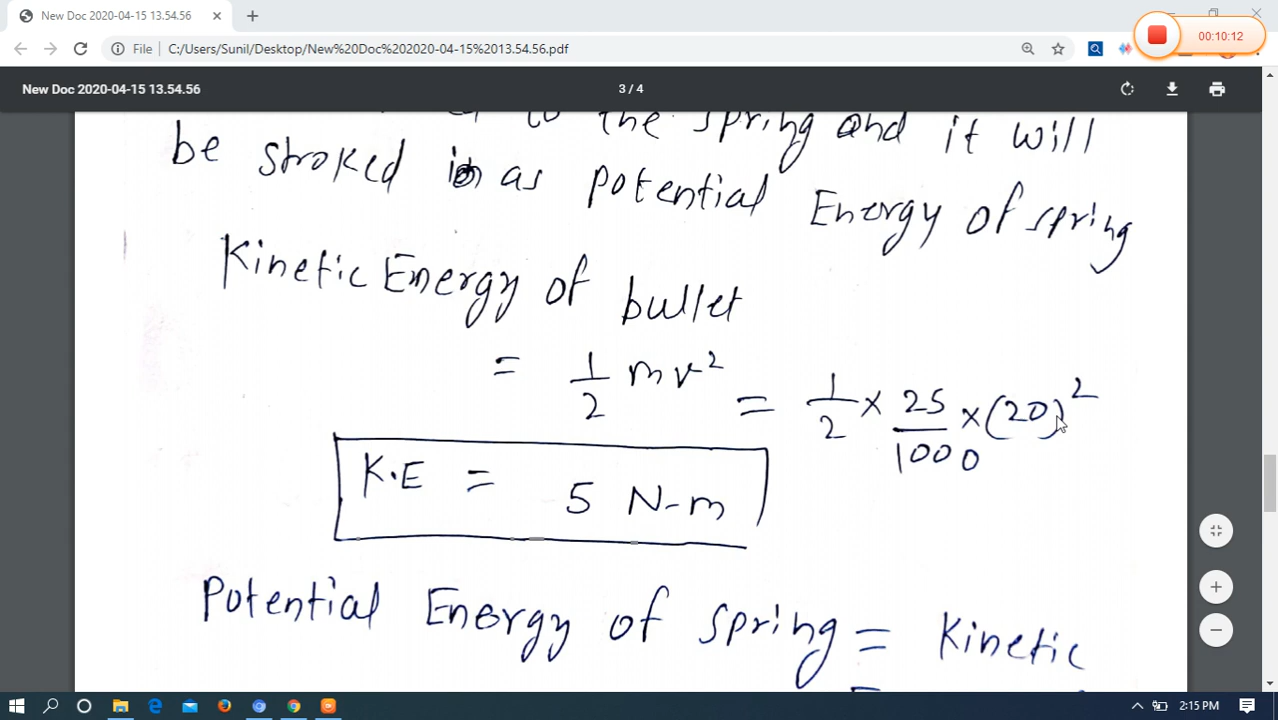 New Doc 2020-04-15 13.54.56
File | C:/Users/Sunil/Desktop/New%20Doc%202020-04-15%2013.54.56.pdf
00:10:12
New Doc 2020-04-15 13.54.56
3 / 4
to the spring and it will
be stroked as potential Energy of spring
Kinetic Energy of bullet
= 1/2 mv² = 1/2 × 25/1000 × (20)²
K.E = 5 N-m
Potential Energy of spring = Kinetic
2:15 PM